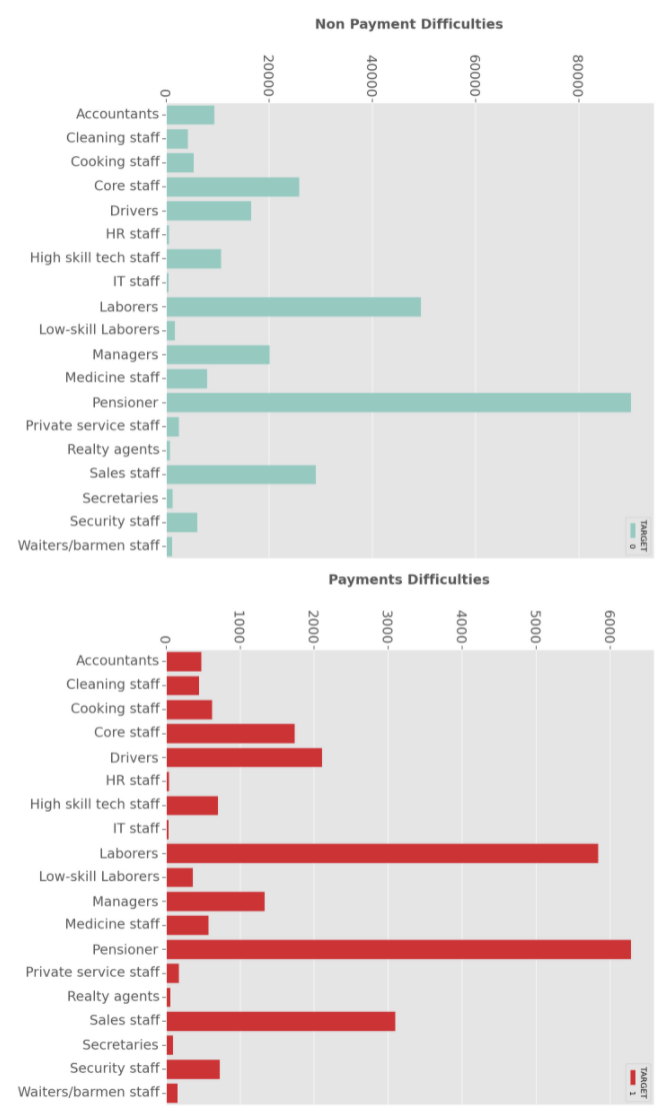 Non Payment Difficulties
0 20000 40000 60000 80000
Accountants
Cleaning staff
Cooking staff
Core staff
Drivers
HR staff
High skill tech staff
IT staff
Laborers
Low-skill Laborers
Managers
Medicine staff
Pensioner
Private service staff
Realty agents
Sales staff
Secretaries
Security staff
Waiters/barmen staff
TARGET
0
Payments Difficulties
0 1000 2000 3000 4000 5000 6000
Accountants
Cleaning staff
Cooking staff
Core staff
Drivers
HR staff
High skill tech staff
IT staff
Laborers
Low-skill Laborers
Managers
Medicine staff
Pensioner
Private service staff
Realty agents
Sales staff
Secretaries
Security staff
Waiters/barmen staff
TARGET
1